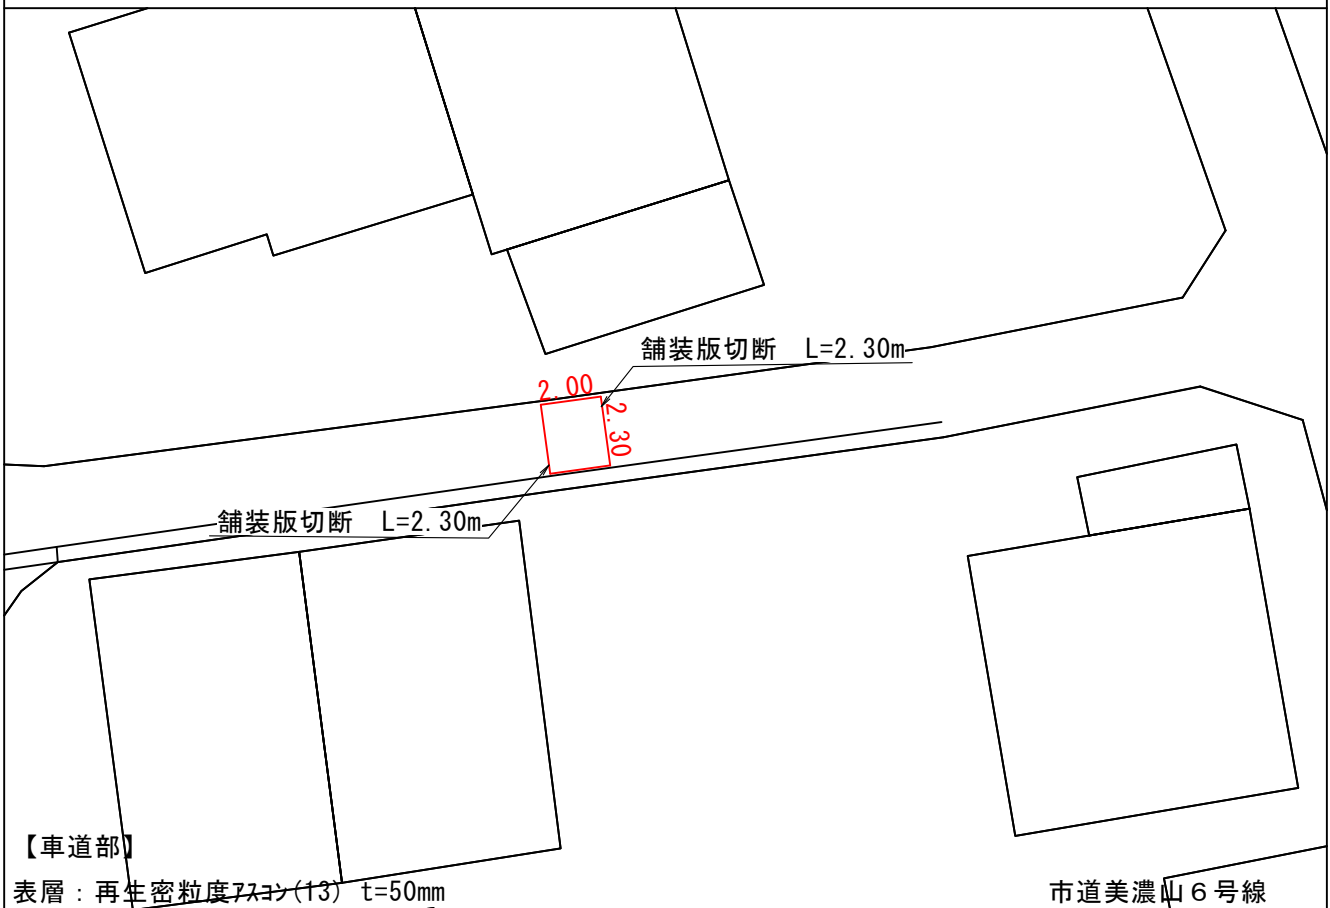 舗装版切断　L=2.30m
2.00
2.30
舗装版切断　L=2.30m
【車道部】
表層：再生密粒度ｱｽｺﾝ(13) t=50mm
市道美濃山６号線